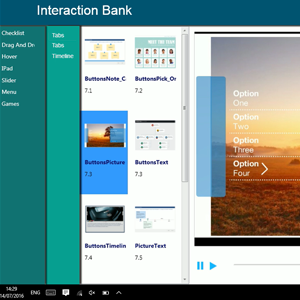 Interaction Bank
Checklist
Drag And Dr
Hover
IPad
Slider
Menu
Games
Tabs
Tabs
Timeline
MEET THE TEAM
ButtonsNote_C
7.1
ButtonsPick_Or
7.2
ButtonsPicture
7.3
ButtonsText
7.3
ButtonsTimelin
7.4
PictureText
7.5
Option
One
Option
Two
Option
Three
Option
Four
14:29
14/07/2016
ENG